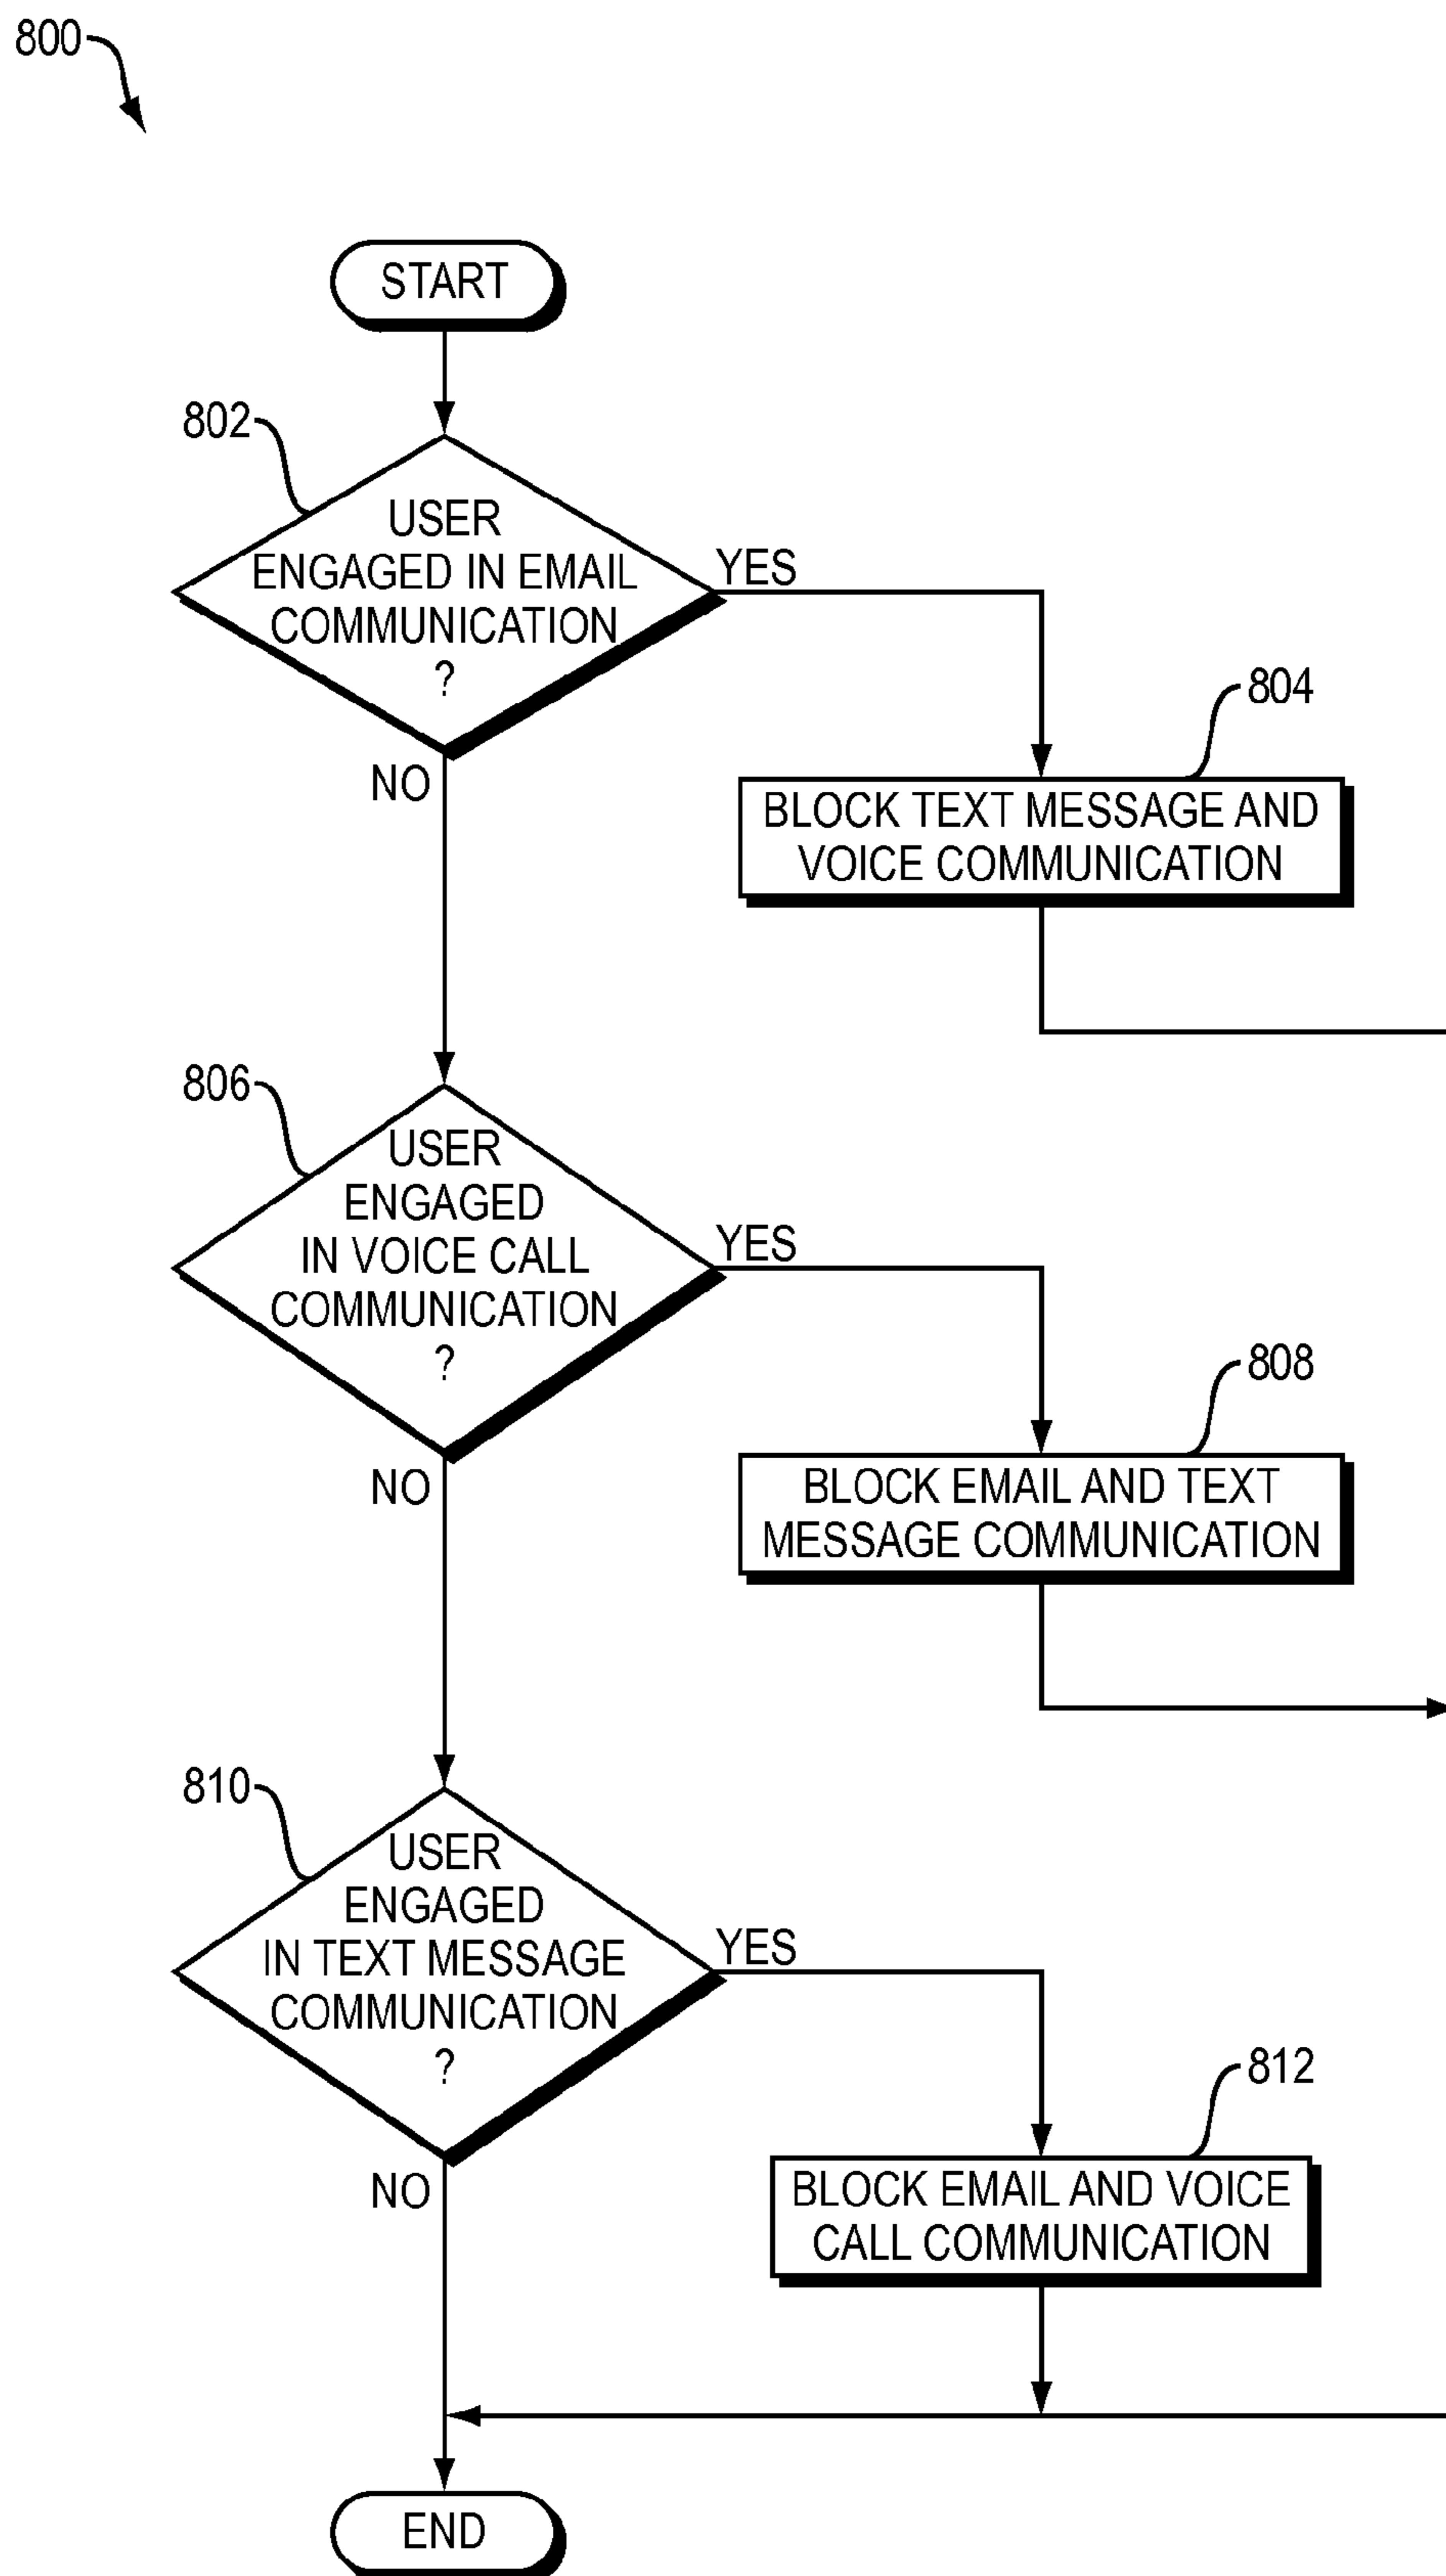 800
START
802
USER
ENGAGED IN EMAIL
COMMUNICATION
?
YES
NO
804
BLOCK TEXT MESSAGE AND
VOICE COMMUNICATION
806
USER
ENGAGED
IN VOICE CALL
COMMUNICATION
?
YES
NO
808
BLOCK EMAIL AND TEXT
MESSAGE COMMUNICATION
810
USER
ENGAGED
IN TEXT MESSAGE
COMMUNICATION
?
YES
NO
812
BLOCK EMAIL AND VOICE
CALL COMMUNICATION
END